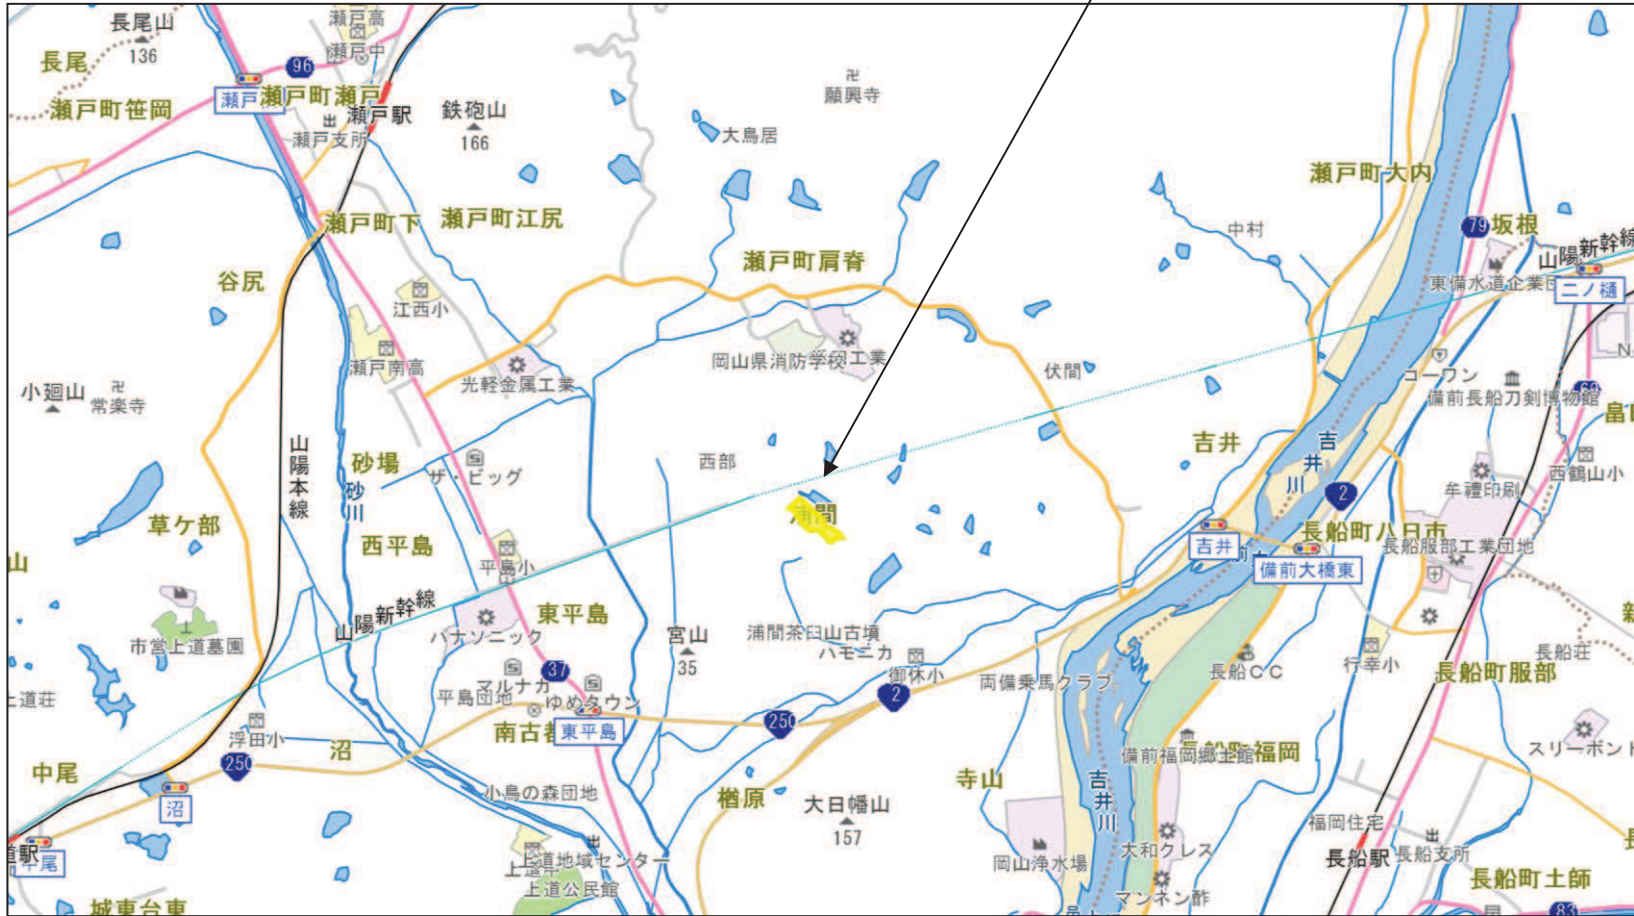 長尾山
136
瀬戸高
瀬戸中
長尾
96
瀬戸町瀬戸
瀬戸町笹岡
瀬戸駅
瀬戸支所
鉄砲山
166
願興寺
大鳥居
瀬戸町大内
瀬戸町下
瀬戸町江尻
中村
79
坂根
山陽新幹線
瀬戸町肩脊
谷尻
東備水道企業団
二ノ樋
江西小
岡山県消防学校
工業
瀬戸南高
光軽金属工業
伏間
コーワン
小廻山
常楽寺
備前長船刀剣博物館
69
山陽本線
砂場
ザ・ビッグ
西部
吉井
吉井川
西鶴山小
砂川
2
牟禮印刷
草ケ部
浦間
長船町八日市
山
西平島
吉井
長船服部工業団地
平島小
備前大橋東
山陽新幹線
東平島
パナソニック
宮山
35
浦間茶臼山古墳
ハモニカ
市営上道墓園
御休小
長船CC
行幸小
長船荘
上道荘
37
マルナカ
平島団地
ゆめタウン
2
両備乗馬クラブ
長船町服部
250
南古都
東平島
浮田小
沼
備前福岡郷土館
長船町福岡
スリーボンド
中尾
250
沼
小鳥の森団地
楢原
大日幡山
157
寺山
吉井川
福岡住宅
中尾
上道地域センター
上道中
上道公民館
岡山浄水場
大和クレス
長船駅
長船支所
マンネン酢
長船町土師
城東台東
83